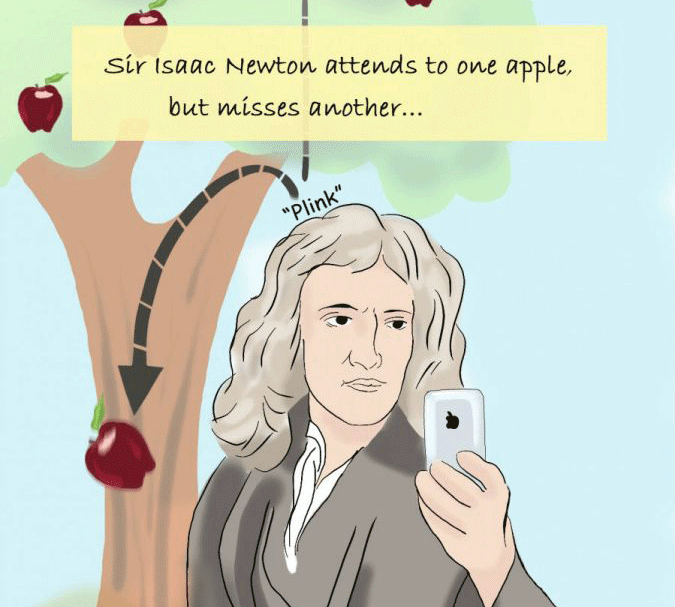 Sir Isaac Newton attends to one apple,
but misses another...
"Plink"